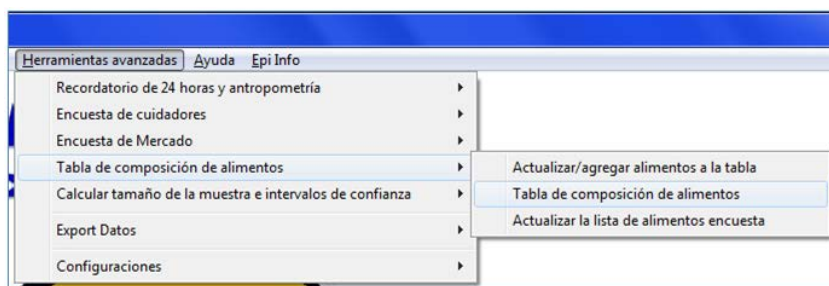 Herramientas avanzadas Ayuda Epi Info
Recordatorio de 24 horas y antropometría
Encuesta de cuidadores
Encuesta de Mercado
Tabla de composición de alimentos
Actualizar/agregar alimentos a la tabla
Calcular tamaño de la muestra e intervalos de confianza
Tabla de composición de alimentos
Actualizar la lista de alimentos encuesta
Export Datos
Configuraciones